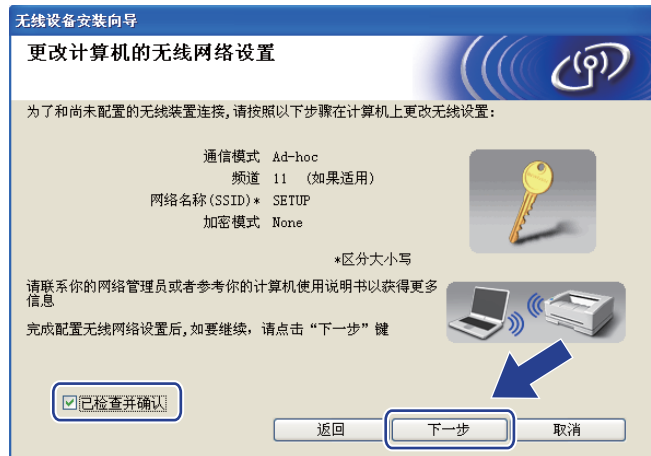 无线设备安装向导
更改计算机的无线网络设置
为了和尚未配置的无线装置连接,请按照以下步骤在计算机上更改无线设置:
通信模式 Ad-hoc
频道 11 (如果适用)
网络名称(SSID)* SETUP
加密模式 None
*区分大小写
请联系你的网络管理员或者参考你的计算机使用说明书以获得更多
信息
完成配置无线网络设置后,如要继续，请点击“下一步”键
已检查并确认
返回 下一步 取消